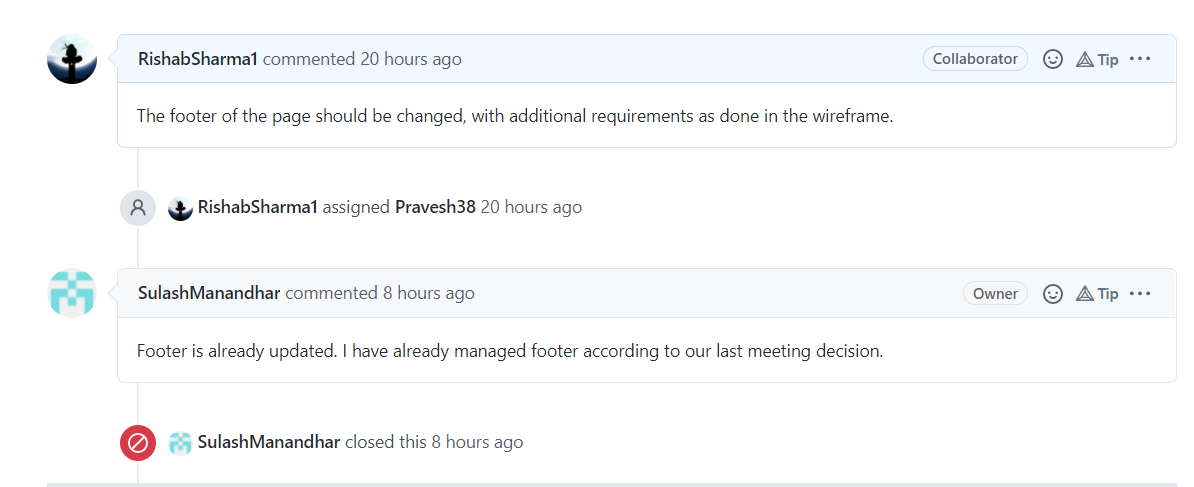 RishabSharma1 commented 20 hours ago Collaborator Tip
The footer of the page should be changed, with additional requirements as done in the wireframe.
RishabSharma1 assigned Pravesh38 20 hours ago
SulashManandhar commented 8 hours ago Owner Tip
Footer is already updated. I have already managed footer according to our last meeting decision.
SulashManandhar closed this 8 hours ago